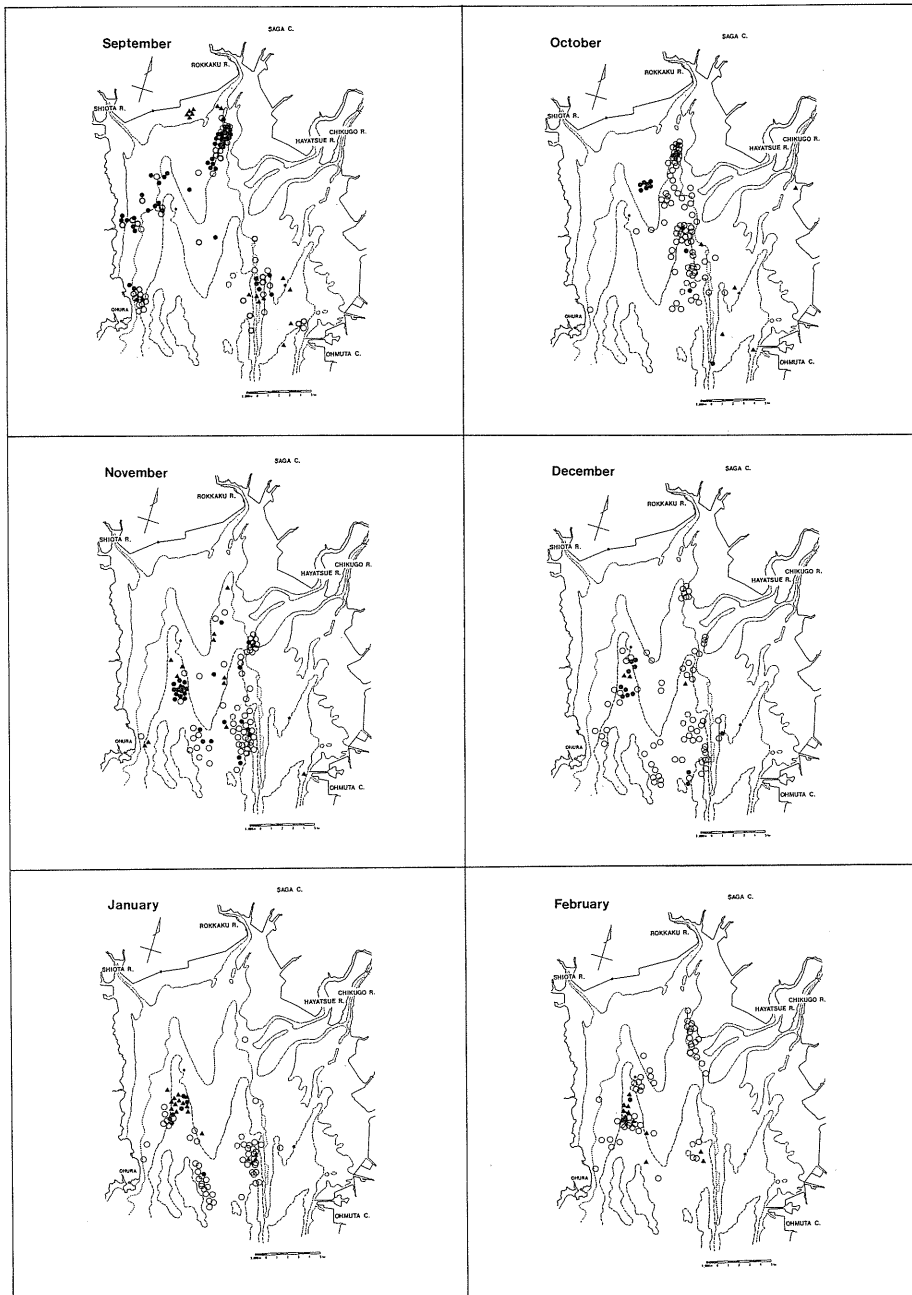 September
SAGA C.
ROKKAKU R.
SHIOTA R.
CHIKUGO R.
HAYATSUE R.
OHURA
OHMUTA C.
October
SAGA C.
ROKKAKU R.
SHIOTA R.
CHIKUGO R.
HAYATSUE R.
OHURA
OHMUTA C.
November
SAGA C.
ROKKAKU R.
SHIOTA R.
CHIKUGO R.
HAYATSUE R.
OHURA
OHMUTA C.
December
SAGA C.
ROKKAKU R.
SHIOTA R.
CHIKUGO R.
HAYATSUE R.
OHURA
OHMUTA C.
January
SAGA C.
ROKKAKU R.
SHIOTA R.
CHIKUGO R.
HAYATSUE R.
OHURA
OHMUTA C.
February
SAGA C.
ROKKAKU R.
SHIOTA R.
CHIKUGO R.
HAYATSUE R.
OHURA
OHMUTA C.